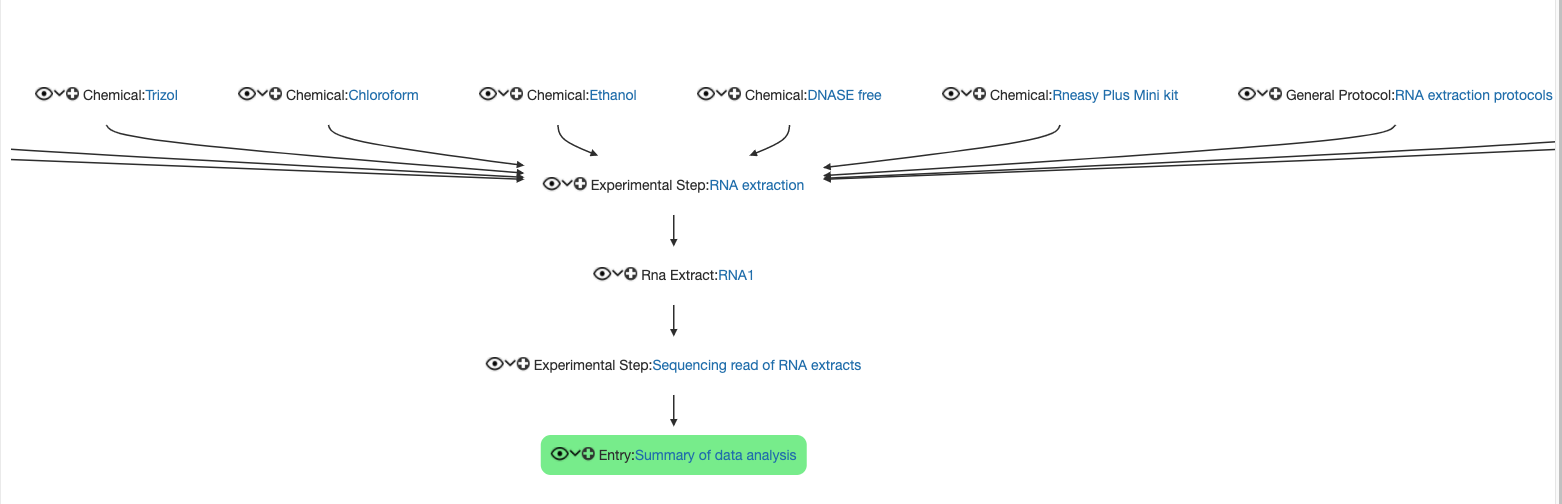 Chemical:Trizol
Chemical:Chloroform
Chemical:Ethanol
Chemical:DNASE free
Chemical:Rneasy Plus Mini kit
General Protocol:RNA extraction protocols
Experimental Step:RNA extraction
Rna Extract:RNA1
Experimental Step:Sequencing read of RNA extracts
Entry:Summary of data analysis